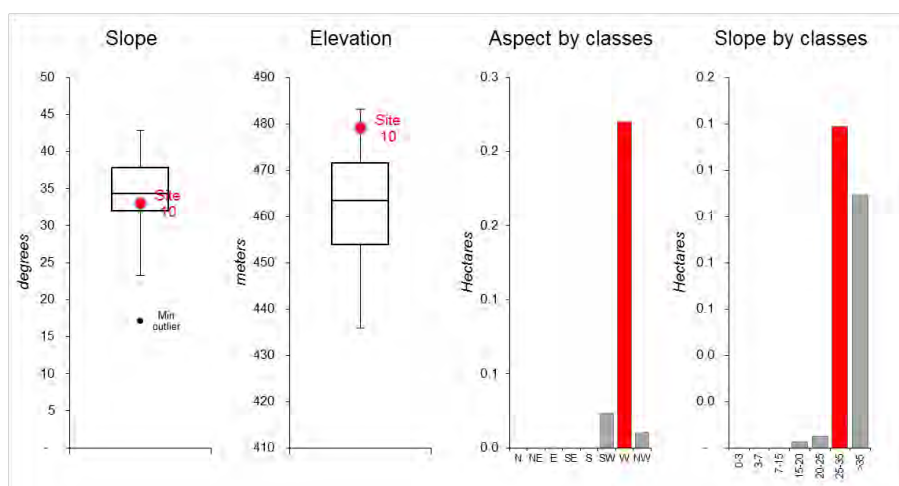 Slope
50
45
40
35
30
25
20
15
10
5
-
degrees
Site
10
Min
outlier
Elevation
490
480
470
460
450
440
430
420
410
meters
Site
10
Aspect by classes
0.3
0.2
0.2
0.1
0.1
0.0
Hectares
N NE E SE S SW W NW
Slope by classes
0.2
0.1
0.1
0.1
0.1
0.1
0.0
0.0
-
Hectares
0-3 3-7 7-15 15-20 20-25 25-35 >35